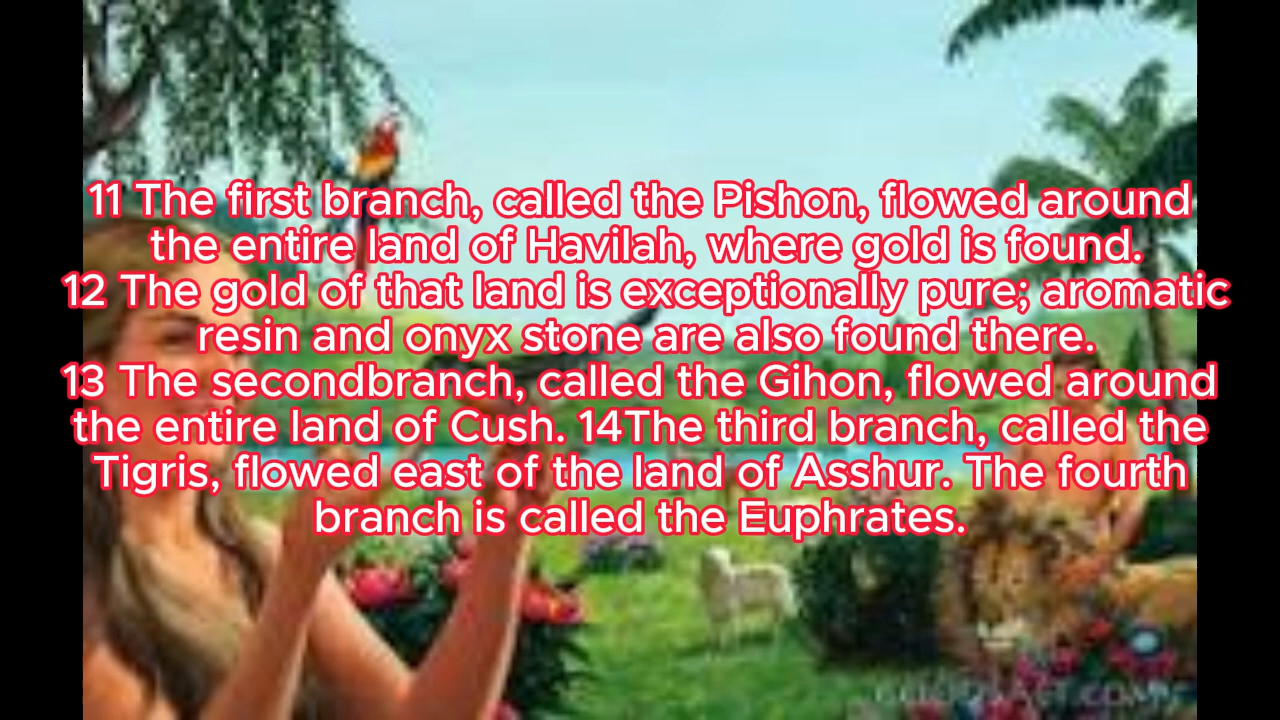 11 The first branch, called the Pishon, flowed around
the entire land of Havilah, where gold is found.
12 The gold of that land is exceptionally pure; aromatic
resin and onyx stone are also found there.
13 The secondbranch, called the Gihon, flowed around
the entire land of Cush. 14The third branch, called the
Tigris, flowed east of the land of Asshur. The fourth
branch is called the Euphrates.